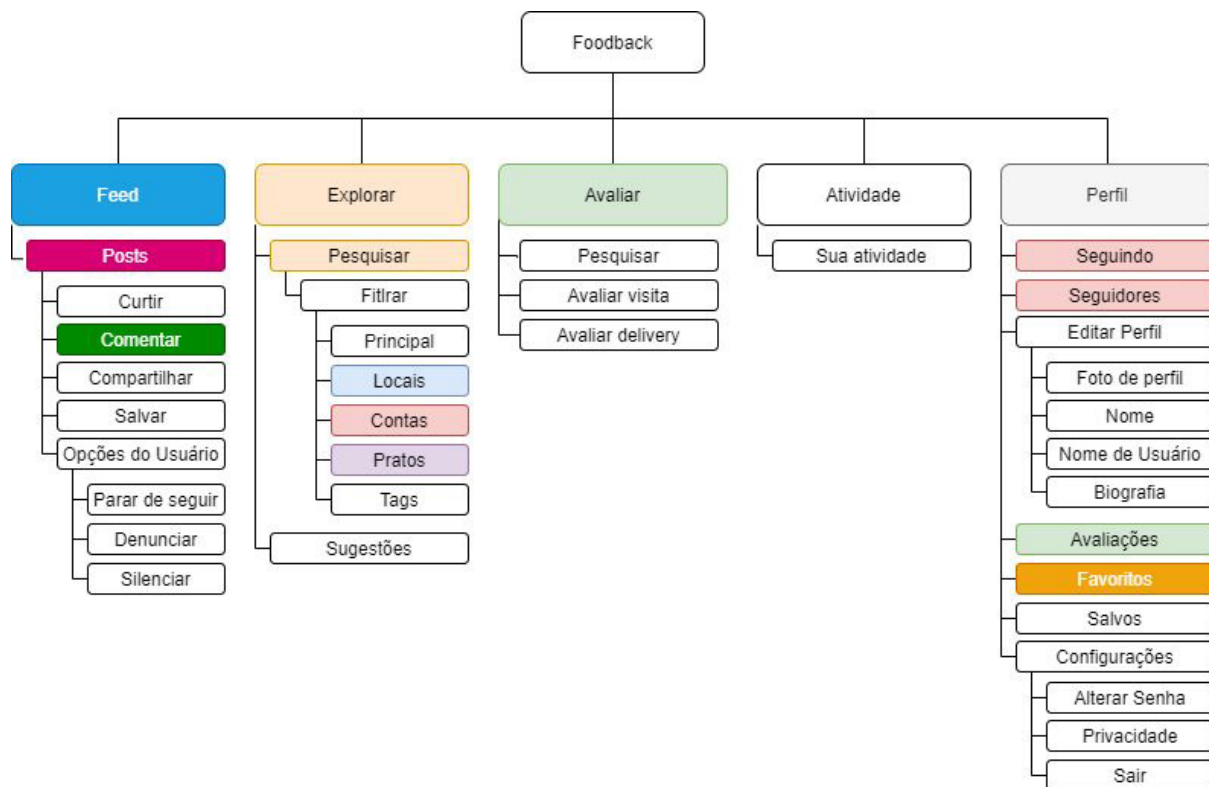 Foodback
Feed
Posts
Curtir
Comentar
Compartilhar
Salvar
Opções do Usuário
Parar de seguir
Denunciar
Silenciar
Explorar
Pesquisar
Fitlrar
Principal
Locais
Contas
Pratos
Tags
Sugestões
Avaliar
Pesquisar
Avaliar visita
Avaliar delivery
Atividade
Sua atividade
Perfil
Seguindo
Seguidores
Editar Perfil
Foto de perfil
Nome
Nome de Usuário
Biografia
Avaliações
Favoritos
Salvos
Configurações
Alterar Senha
Privacidade
Sair